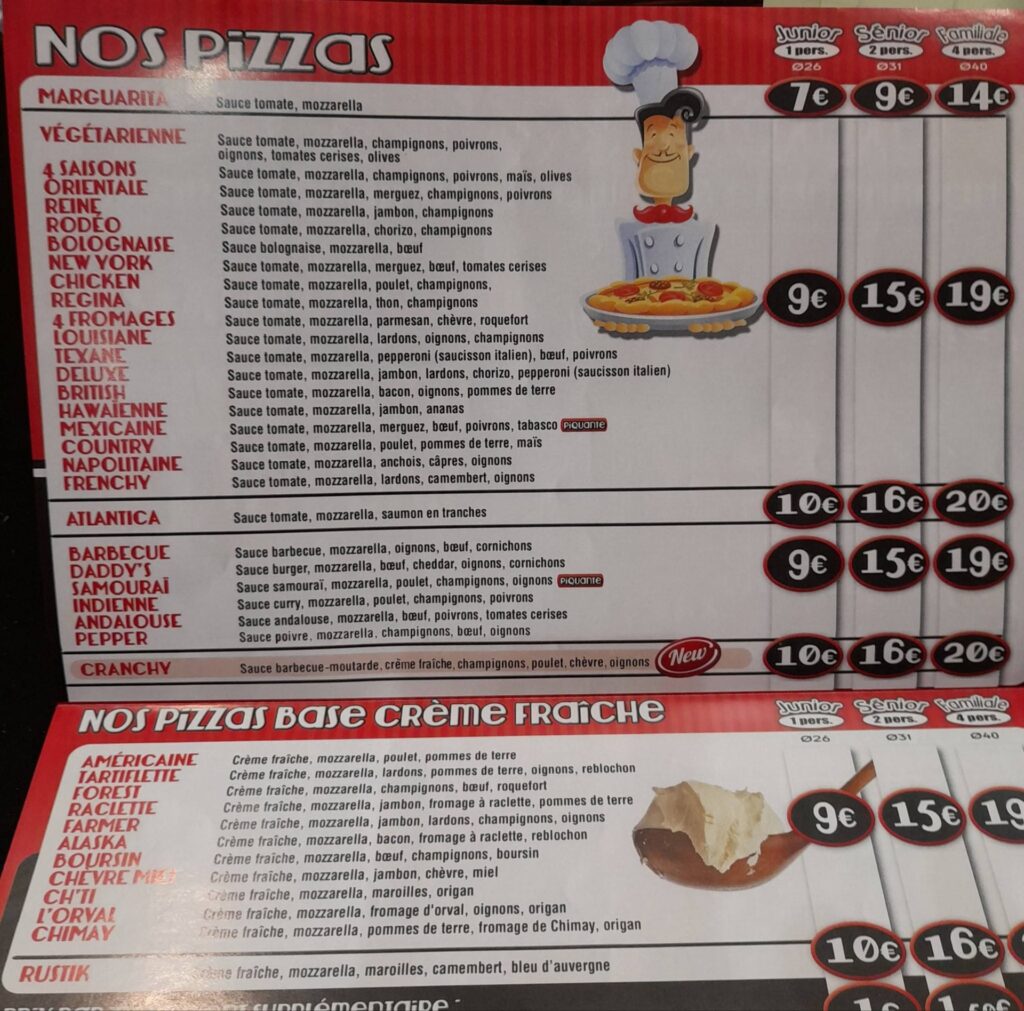 NOS PIZZAS
Junior Sênior Familiale
1 pers. 2 pers. 4 pers.
Ø26 Ø31 Ø40
MARGUARITA Sauce tomate, mozzarella 7€ 9€ 14€
VÉGÉTARIENNE Sauce tomate, mozzarella, champignons, poivrons,
oignons, tomates cerises, olives
4 SAISONS Sauce tomate, mozzarella, champignons, poivrons, maïs, olives
ORIENTALE Sauce tomate, mozzarella, merguez, champignons, poivrons
REINE Sauce tomate, mozzarella, jambon, champignons
RODÉO Sauce tomate, mozzarella, chorizo, champignons
BOLOGNAISE Sauce bolognaise, mozzarella, bœuf
NEW YORK Sauce tomate, mozzarella, merguez, bœuf, tomates cerises
CHICKEN Sauce tomate, mozzarella, poulet, champignons,
REGINA Sauce tomate, mozzarella, thon, champignons 9€ 15€ 19€
4 FROMAGES Sauce tomate, mozzarella, parmesan, chèvre, roquefort
LOUISIANE Sauce tomate, mozzarella, lardons, oignons, champignons
TEXANE Sauce tomate, mozzarella, pepperoni (saucisson italien), bœuf, poivrons
DELUXE Sauce tomate, mozzarella, jambon, lardons, chorizo, pepperoni (saucisson italien)
BRITISH Sauce tomate, mozzarella, bacon, oignons, pommes de terre
HAWAÏENNE Sauce tomate, mozzarella, jambon, ananas
MEXICAINE Sauce tomate, mozzarella, merguez, bœuf, poivrons, tabasco PIQUANTE
COUNTRY Sauce tomate, mozzarella, poulet, pommes de terre, maïs
NAPOLITAINE Sauce tomate, mozzarella, anchois, câpres, oignons
FRENCHY Sauce tomate, mozzarella, lardons, camembert, oignons
ATLANTICA Sauce tomate, mozzarella, saumon en tranches 10€ 16€ 20€
BARBECUE Sauce barbecue, mozzarella, oignons, bœuf, cornichons
DADDY'S Sauce burger, mozzarella, bœuf, cheddar, oignons, cornichons 9€ 15€ 19€
SAMOURAÏ Sauce samouraï, mozzarella, poulet, champignons, oignons PIQUANTE
INDIENNE Sauce curry, mozzarella, poulet, champignons, poivrons
ANDALOUSE Sauce andalouse, mozzarella, bœuf, poivrons, tomates cerises
PEPPER Sauce poivre, mozzarella, champignons, bœuf, oignons
CRANCHY Sauce barbecue-moutarde, crème fraîche, champignons, poulet, chèvre, oignons New 10€ 16€ 20€
NOS PIZZAS BASE CRÈME FRAÎCHE
Junior Sênior Familiale
1 pers. 2 pers. 4 pers.
Ø26 Ø31 Ø40
AMÉRICAINE Crème fraîche, mozzarella, poulet, pommes de terre
TARTIFLETTE Crème fraîche, mozzarella, lardons, pommes de terre, oignons, reblochon
FOREST Crème fraîche, mozzarella, champignons, bœuf, roquefort
RACLETTE Crème fraîche, mozzarella, jambon, fromage à raclette, pommes de terre
FARMER Crème fraîche, mozzarella, jambon, lardons, champignons, oignons 9€ 15€ 19
ALASKA Crème fraîche, mozzarella, bacon, fromage à raclette, reblochon
BOURSIN Crème fraîche, mozzarella, bœuf, champignons, boursin
CHÈVRE MIEL Crème fraîche, mozzarella, jambon, chèvre, miel
CH'TI Crème fraîche, mozzarella, maroilles, origan
L'ORVAL Crème fraîche, mozzarella, fromage d'orval, oignons, origan
CHIMAY Crème fraîche, mozzarella, pommes de terre, fromage de Chimay, origan
RUSTIK fraîche, mozzarella, maroilles, camembert, bleu d'auvergne 10€ 16€